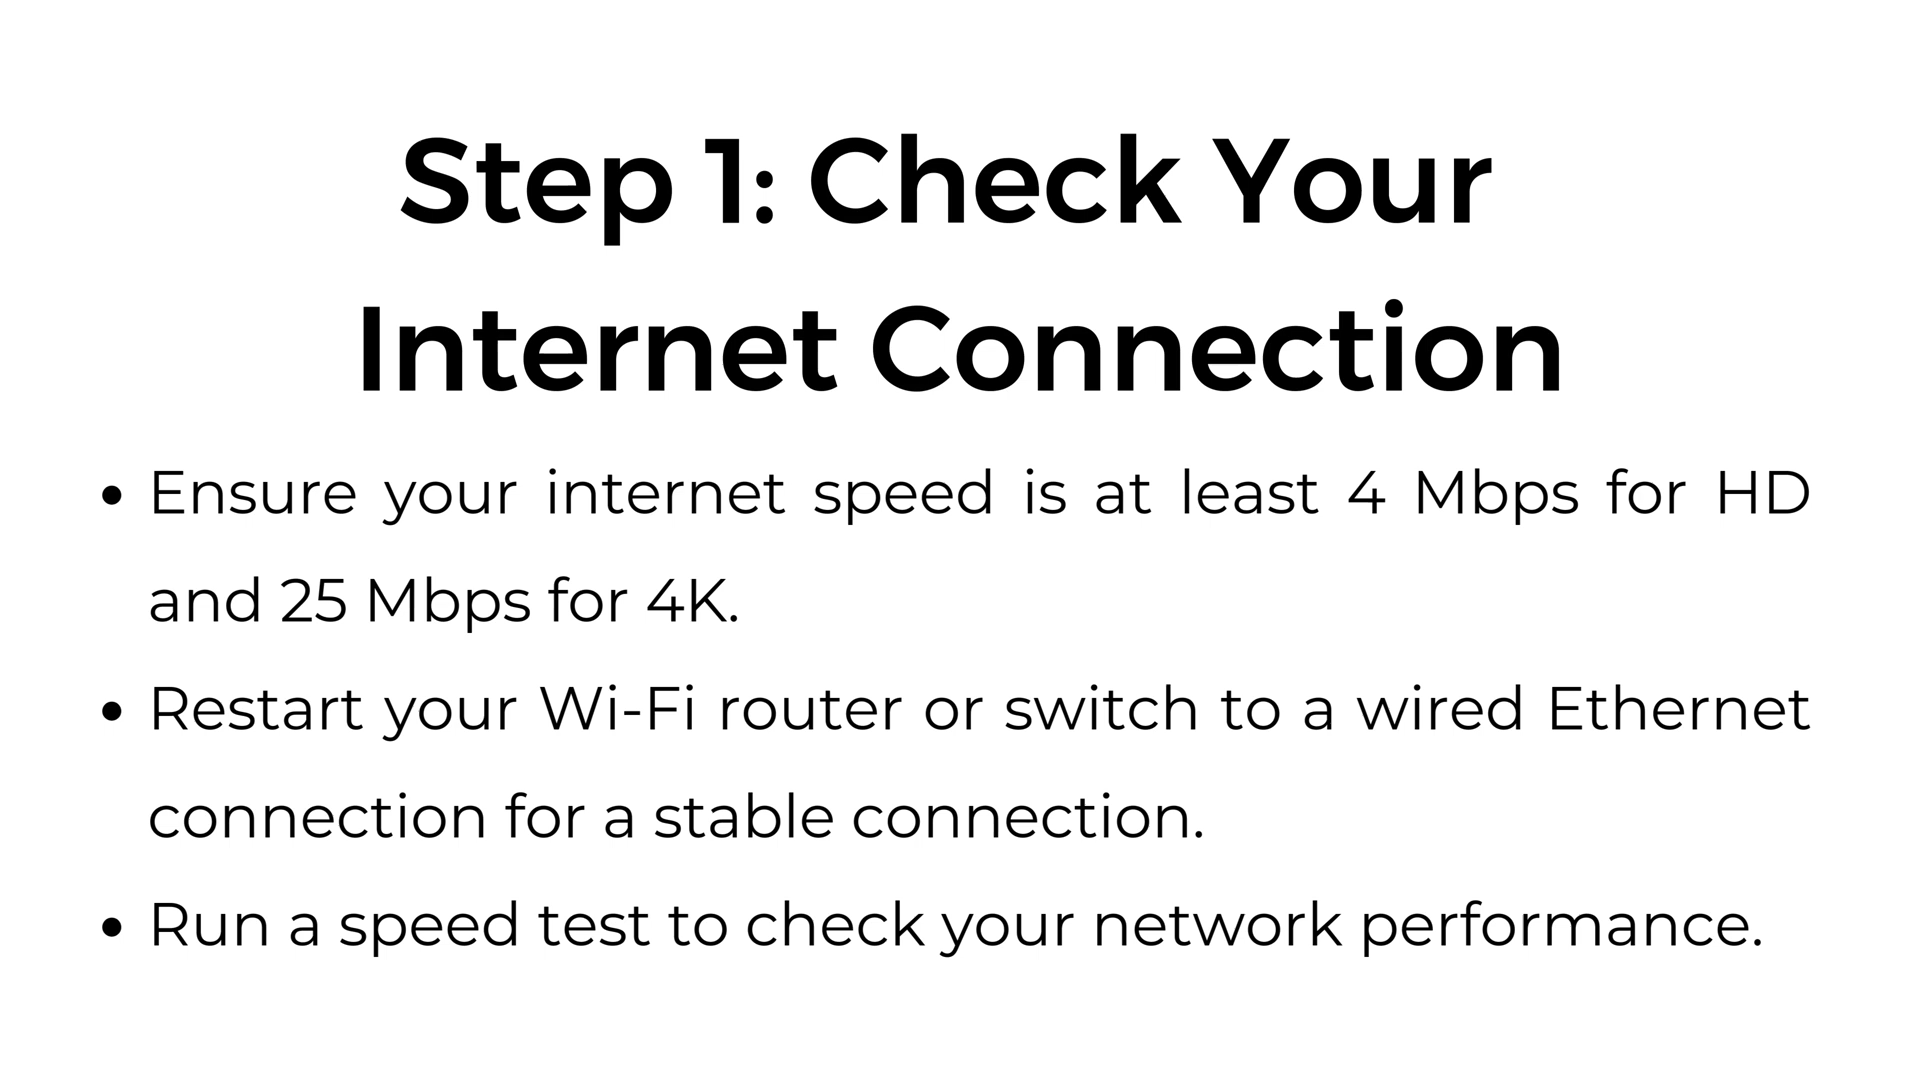 Step 1: Check Your
Internet Connection
• Ensure your internet speed is at least 4 Mbps for HD
and 25 Mbps for 4K.
• Restart your Wi-Fi router or switch to a wired Ethernet
connection for a stable connection.
• Run a speed test to check your network performance.